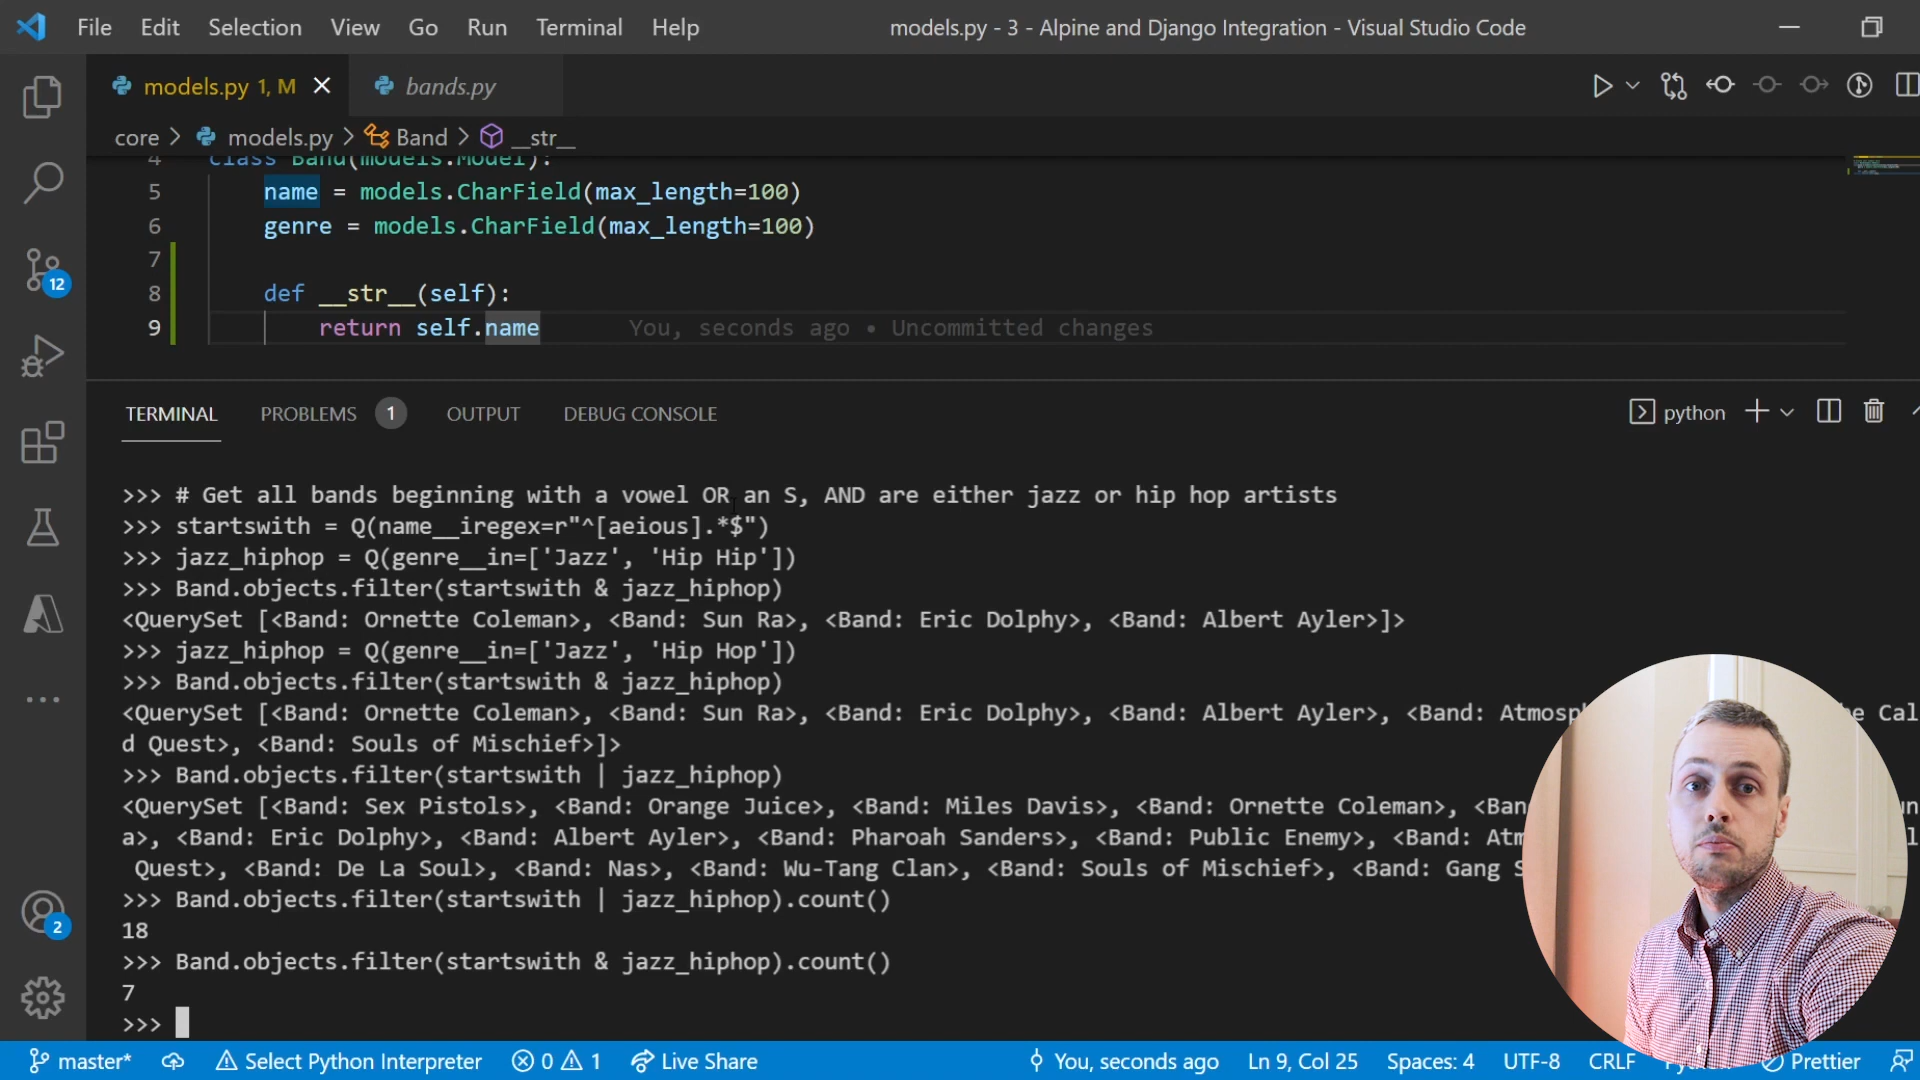 File Edit Selection View Go Run Terminal Help models.py - 3 - Alpine and Django Integration - Visual Studio Code
models.py 1, M bands.py
core > models.py > Band > __str__
4 class Band(models.Model):
5 name = models.CharField(max_length=100)
6 genre = models.CharField(max_length=100)
7
8 def __str__(self):
9 return self.name You, seconds ago • Uncommitted changes
TERMINAL PROBLEMS 1 OUTPUT DEBUG CONSOLE python
>>> # Get all bands beginning with a vowel OR an S, AND are either jazz or hip hop artists
>>> startswith = Q(name__iregex=r"^[aeious].*$")
>>> jazz_hiphop = Q(genre__in=['Jazz', 'Hip Hip'])
>>> Band.objects.filter(startswith & jazz_hiphop)
<QuerySet [<Band: Ornette Coleman>, <Band: Sun Ra>, <Band: Eric Dolphy>, <Band: Albert Ayler>]>
>>> jazz_hiphop = Q(genre__in=['Jazz', 'Hip Hop'])
>>> Band.objects.filter(startswith & jazz_hiphop)
<QuerySet [<Band: Ornette Coleman>, <Band: Sun Ra>, <Band: Eric Dolphy>, <Band: Albert Ayler>, <Band: Atmosp Cal
d Quest>, <Band: Souls of Mischief>]>
>>> Band.objects.filter(startswith | jazz_hiphop)
<QuerySet [<Band: Sex Pistols>, <Band: Orange Juice>, <Band: Miles Davis>, <Band: Ornette Coleman>, <Ban
a>, <Band: Eric Dolphy>, <Band: Albert Ayler>, <Band: Pharoah Sanders>, <Band: Public Enemy>, <Band: Atm
Quest>, <Band: De La Soul>, <Band: Nas>, <Band: Wu-Tang Clan>, <Band: Souls of Mischief>, <Band: Gang S
>>> Band.objects.filter(startswith | jazz_hiphop).count()
18
>>> Band.objects.filter(startswith & jazz_hiphop).count()
7
>>>
12
2
master* Select Python Interpreter 0 1 Live Share You, seconds ago Ln 9, Col 25 Spaces: 4 UTF-8 CRLF Prettier